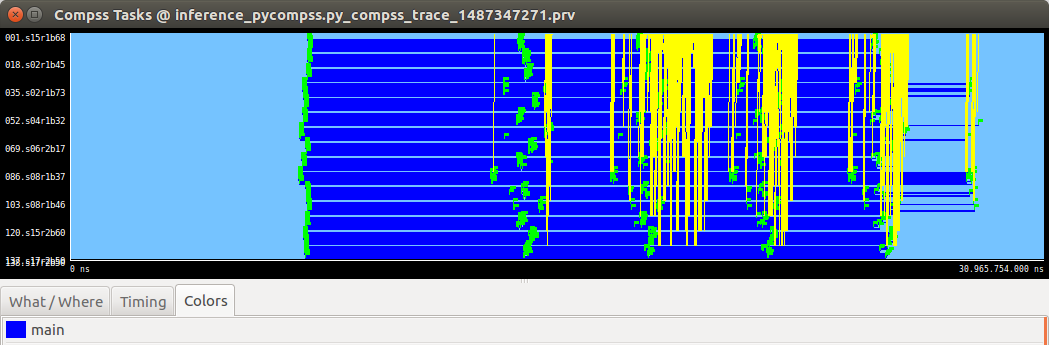 Compss Tasks @ inference_pycompss.py_compss_trace_1487347271.prv
001.s15r1b68
018.s02r1b45
035.s02r1b73
052.s04r1b32
069.s06r2b17
086.s08r1b37
103.s08r1b46
120.s15r2b60
0 ns
30.965.754.000 ns
What / Where
Timing
Colors
main